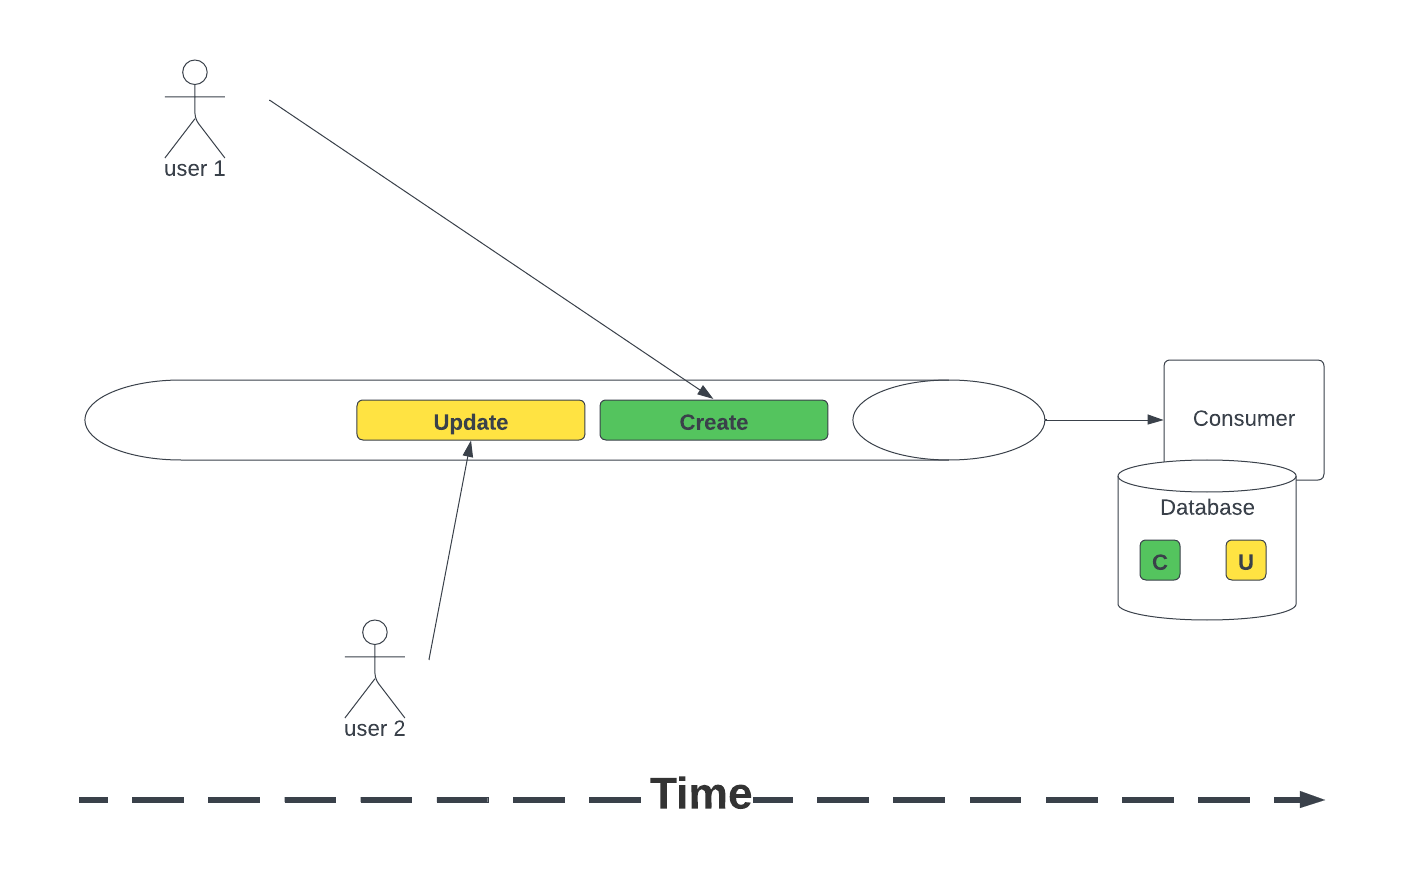 user 1
Update
Create
Consumer
Database
C
U
user 2
Time